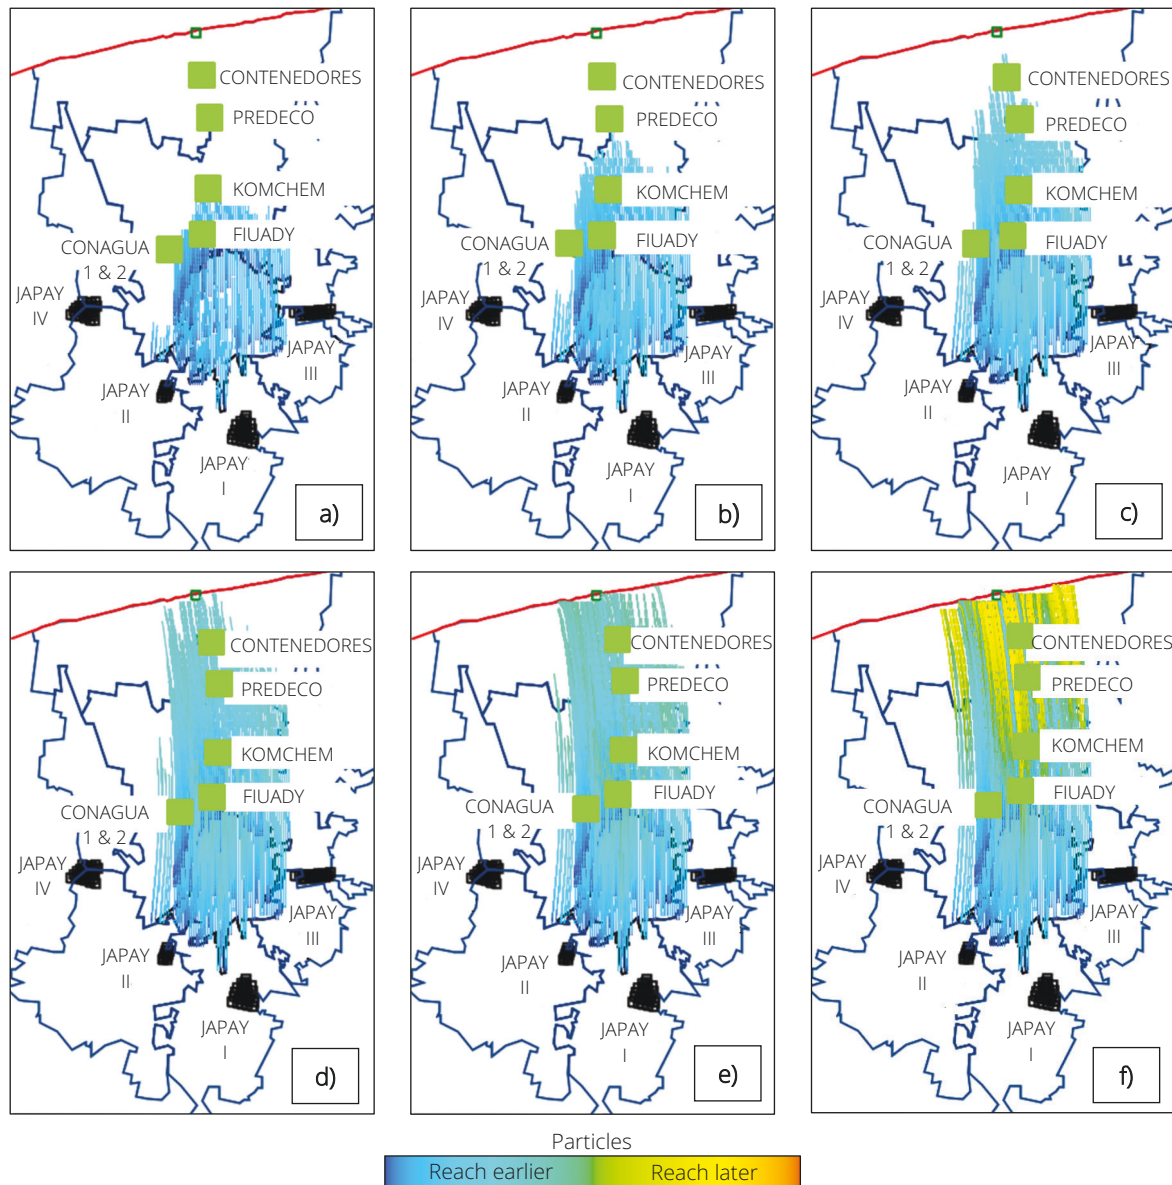 CONTENEDORES
PREDECO
KOMCHEM
FIUADY
CONAGUA
1 & 2
JAPAY
IV
JAPAY
III
JAPAY
II
JAPAY
I
a)
CONTENEDORES
PREDECO
KOMCHEM
FIUADY
CONAGUA
1 & 2
JAPAY
IV
JAPAY
III
JAPAY
II
JAPAY
I
b)
CONTENEDORES
PREDECO
KOMCHEM
FIUADY
CONAGUA
1 & 2
JAPAY
IV
JAPAY
III
JAPAY
II
JAPAY
I
c)
CONTENEDORES
PREDECO
KOMCHEM
FIUADY
CONAGUA
1 & 2
JAPAY
IV
JAPAY
III
JAPAY
II
JAPAY
I
d)
CONTENEDORES
PREDECO
KOMCHEM
FIUADY
CONAGUA
1 & 2
JAPAY
IV
JAPAY
III
JAPAY
II
JAPAY
I
e)
CONTENEDORES
PREDECO
KOMCHEM
FIUADY
CONAGUA
1 & 2
JAPAY
IV
JAPAY
III
JAPAY
II
JAPAY
I
f)
Particles
Reach earlier Reach later